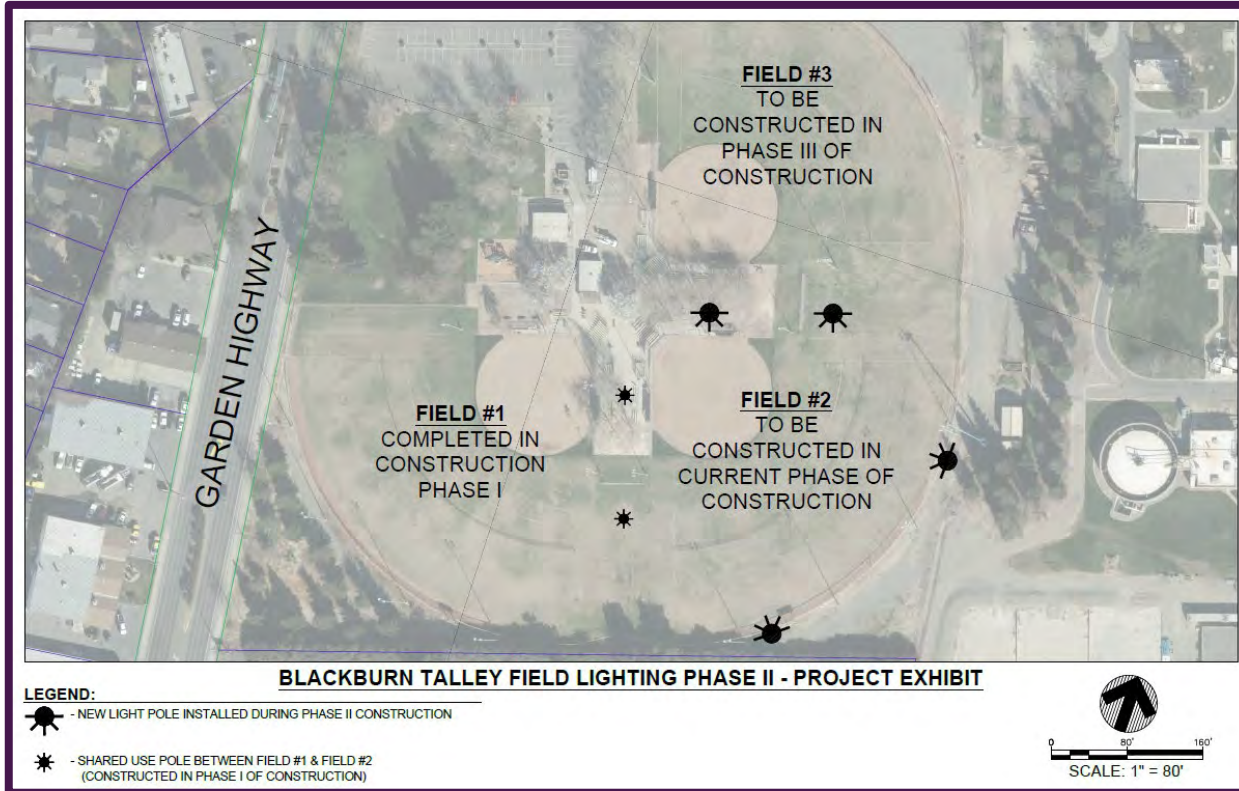 FIELD #3
TO BE
CONSTRUCTED IN
PHASE III OF
CONSTRUCTION
GARDEN HIGHWAY
FIELD #1
COMPLETED IN
CONSTRUCTION
PHASE I
FIELD #2
TO BE
CONSTRUCTED IN
CURRENT PHASE OF
CONSTRUCTION
BLACKBURN TALLEY FIELD LIGHTING PHASE II - PROJECT EXHIBIT
LEGEND:
- NEW LIGHT POLE INSTALLED DURING PHASE II CONSTRUCTION
- SHARED USE POLE BETWEEN FIELD #1 & FIELD #2
(CONSTRUCTED IN PHASE I OF CONSTRUCTION)
0 80' 160'
SCALE: 1" = 80'